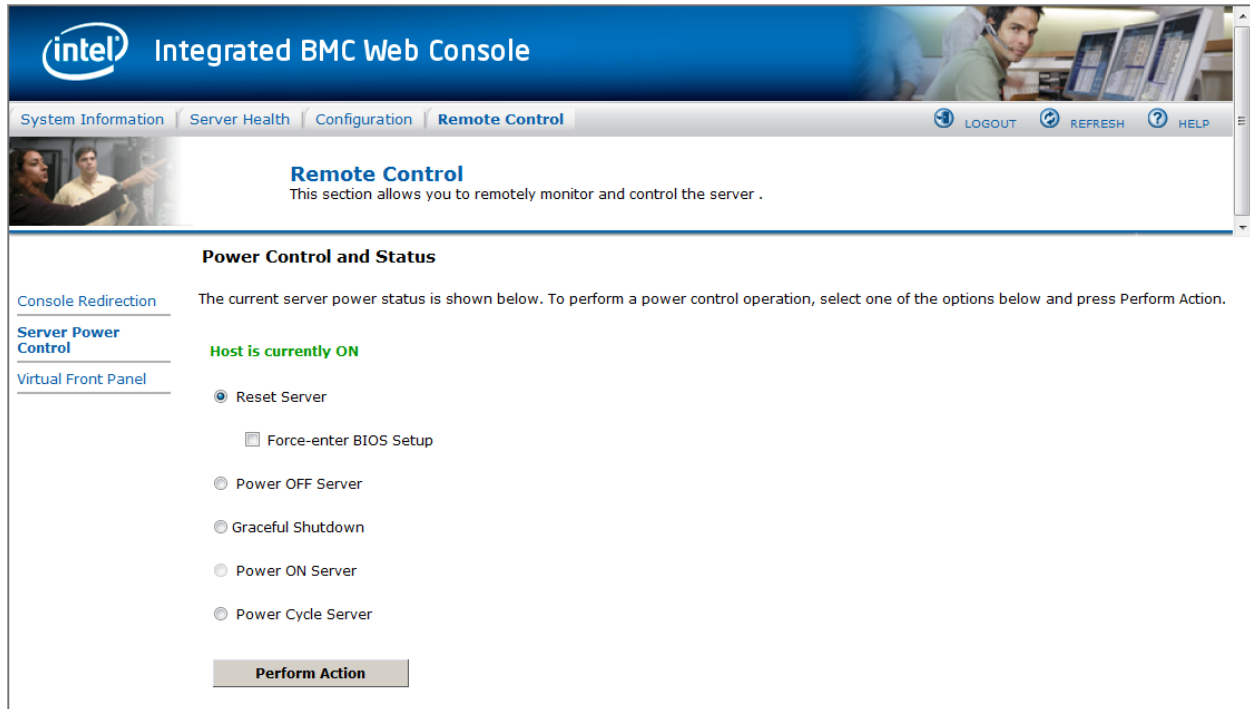 intel Integrated BMC Web Console
System Information Server Health Configuration Remote Control LOGOUT REFRESH ? HELP
Remote Control
This section allows you to remotely monitor and control the server .
Power Control and Status
Console Redirection
Server Power
Control
Virtual Front Panel
The current server power status is shown below. To perform a power control operation, select one of the options below and press Perform Action.
Host is currently ON
Reset Server
Force-enter BIOS Setup
Power OFF Server
Graceful Shutdown
Power ON Server
Power Cycle Server
Perform Action